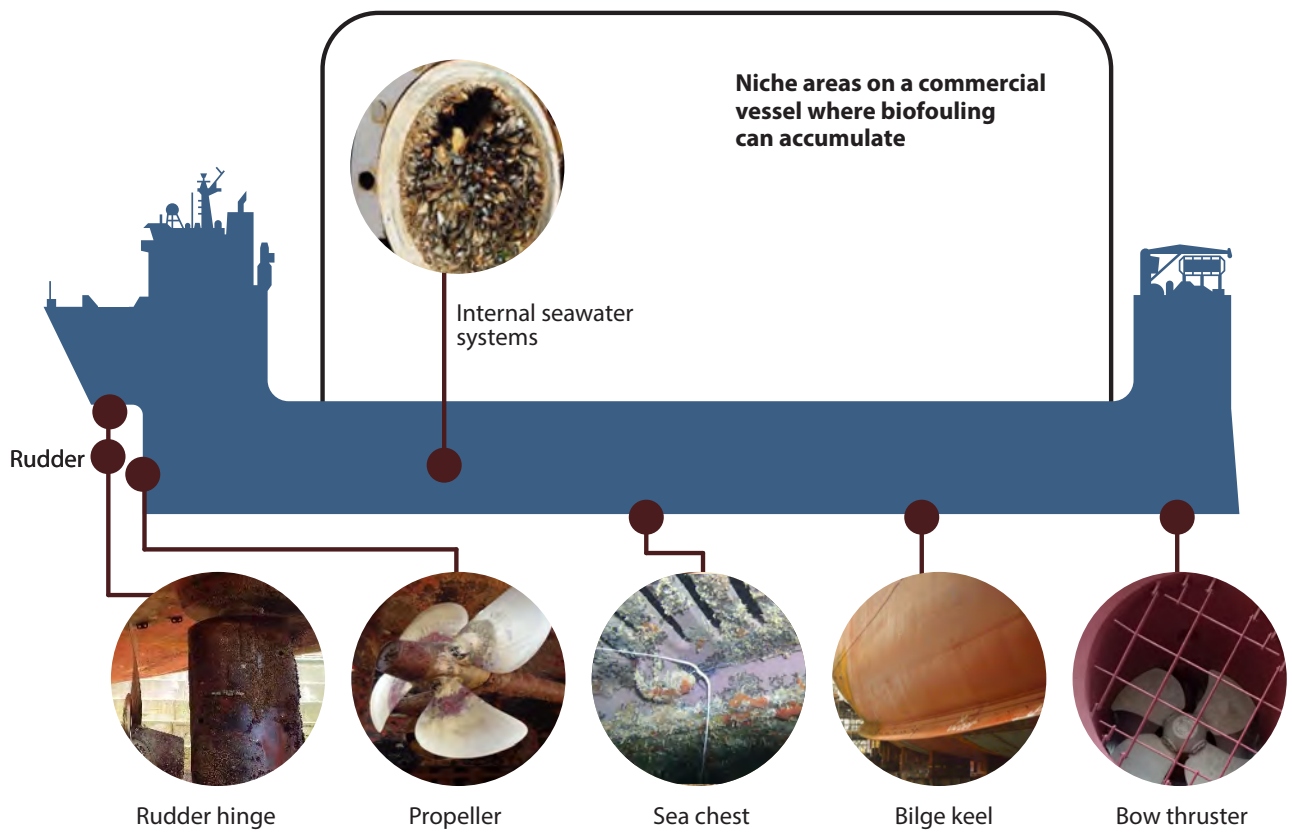 Niche areas on a commercial
vessel where biofouling
can accumulate
Internal seawater
systems
Rudder
Rudder hinge
Propeller
Sea chest
Bilge keel
Bow thruster